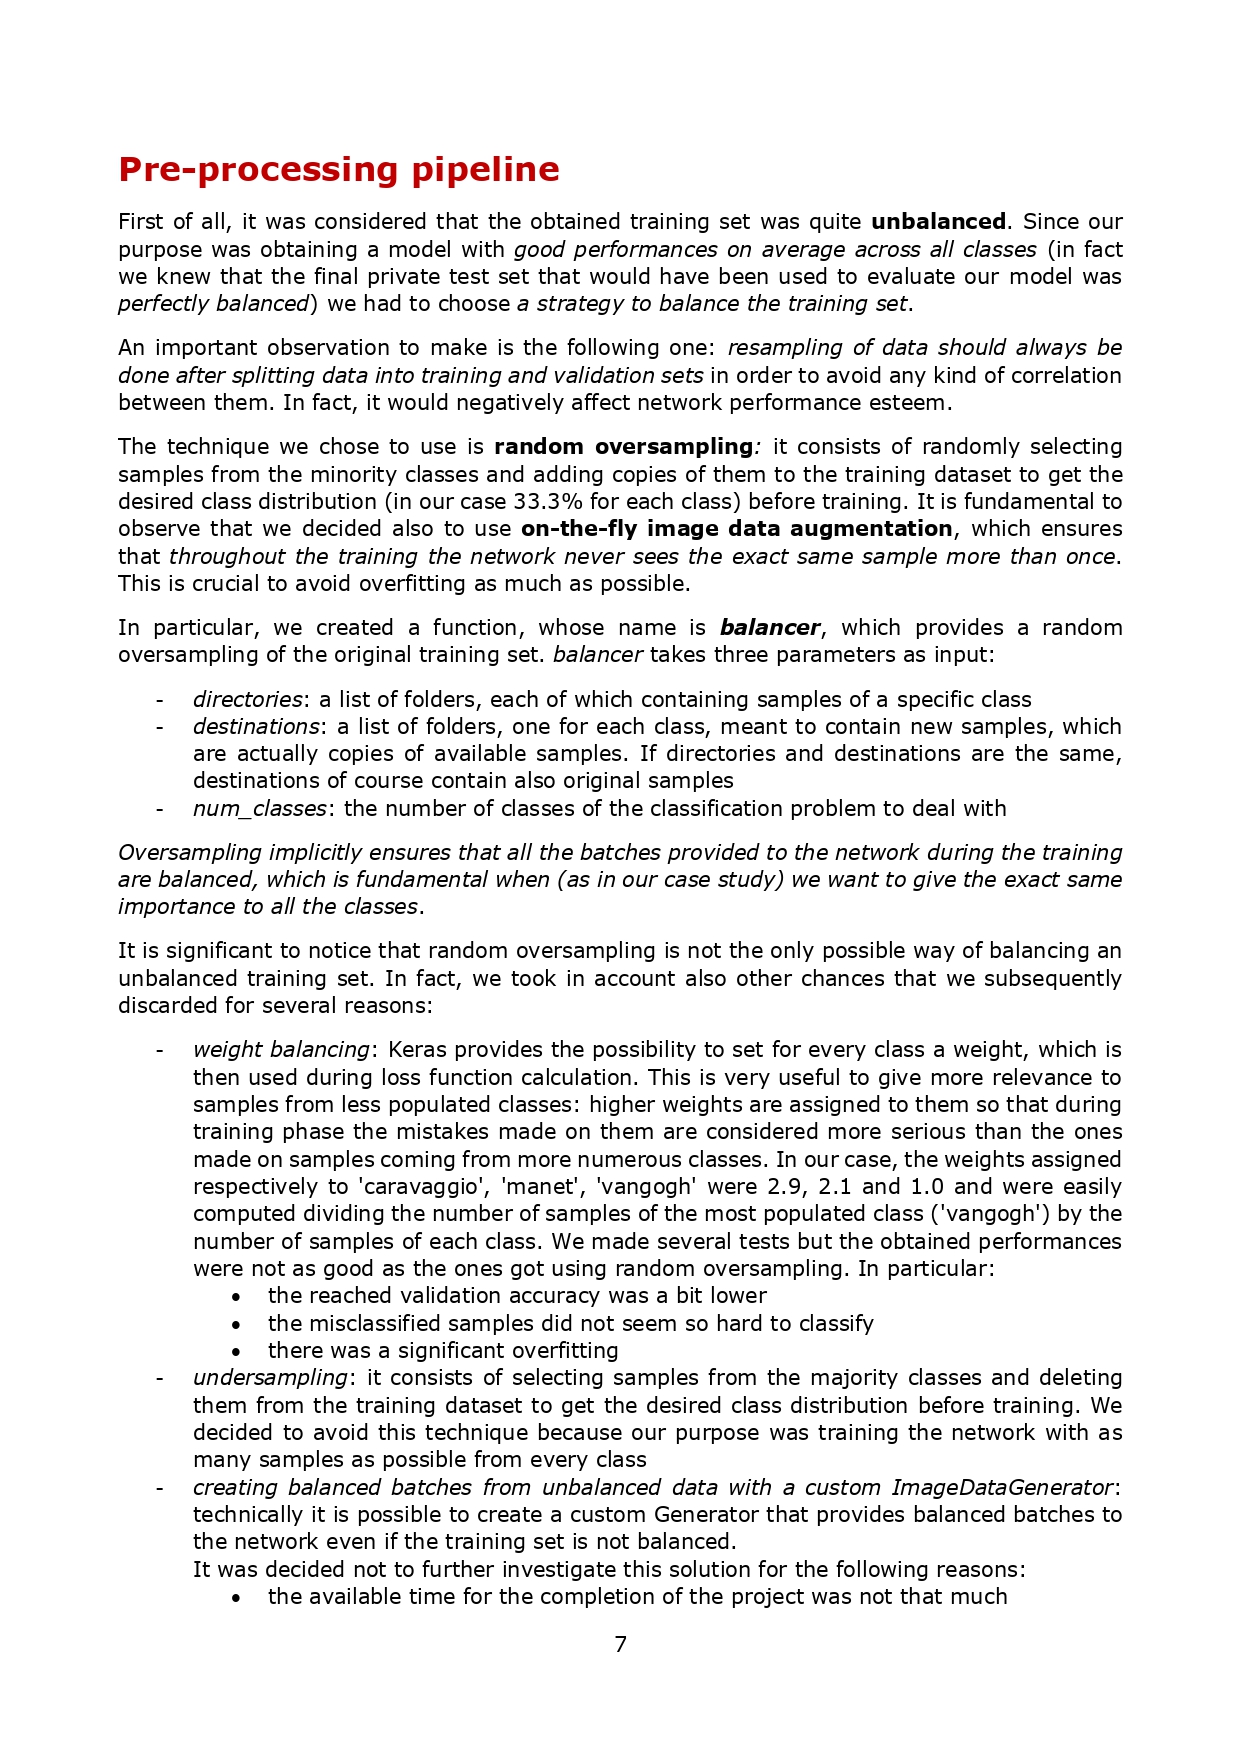 Pre-processing pipeline
First of all, it was considered that the obtained training set was quite unbalanced. Since our
purpose was obtaining a model with good performances on average across all classes (in fact
we knew that the final private test set that would have been used to evaluate our model was
perfectly balanced) we had to choose a strategy to balance the training set.
An important observation to make is the following one: resampling of data should always be
done after splitting data into training and validation sets in order to avoid any kind of correlation
between them. In fact, it would negatively affect network performance esteem.
The technique we chose to use is random oversampling: it consists of randomly selecting
samples from the minority classes and adding copies of them to the training dataset to get the
desired class distribution (in our case 33.3% for each class) before training. It is fundamental to
observe that we decided also to use on-the-fly image data augmentation, which ensures
that throughout the training the network never sees the exact same sample more than once.
This is crucial to avoid overfitting as much as possible.
In particular, we created a function, whose name is balancer, which provides a random
oversampling of the original training set. balancer takes three parameters as input:
- directories: a list of folders, each of which containing samples of a specific class
- destinations: a list of folders, one for each class, meant to contain new samples, which
are actually copies of available samples. If directories and destinations are the same,
destinations of course contain also original samples
- num_classes: the number of classes of the classification problem to deal with
Oversampling implicitly ensures that all the batches provided to the network during the training
are balanced, which is fundamental when (as in our case study) we want to give the exact same
importance to all the classes.
It is significant to notice that random oversampling is not the only possible way of balancing an
unbalanced training set. In fact, we took in account also other chances that we subsequently
discarded for several reasons:
- weight balancing: Keras provides the possibility to set for every class a weight, which is
then used during loss function calculation. This is very useful to give more relevance to
samples from less populated classes: higher weights are assigned to them so that during
training phase the mistakes made on them are considered more serious than the ones
made on samples coming from more numerous classes. In our case, the weights assigned
respectively to 'caravaggio', 'manet', 'vangogh' were 2.9, 2.1 and 1.0 and were easily
computed dividing the number of samples of the most populated class ('vangogh') by the
number of samples of each class. We made several tests but the obtained performances
were not as good as the ones got using random oversampling. In particular:
• the reached validation accuracy was a bit lower
• the misclassified samples did not seem so hard to classify
• there was a significant overfitting
- undersampling: it consists of selecting samples from the majority classes and deleting
them from the training dataset to get the desired class distribution before training. We
decided to avoid this technique because our purpose was training the network with as
many samples as possible from every class
- creating balanced batches from unbalanced data with a custom ImageDataGenerator:
technically it is possible to create a custom Generator that provides balanced batches to
the network even if the training set is not balanced.
It was decided not to further investigate this solution for the following reasons:
• the available time for the completion of the project was not that much
7